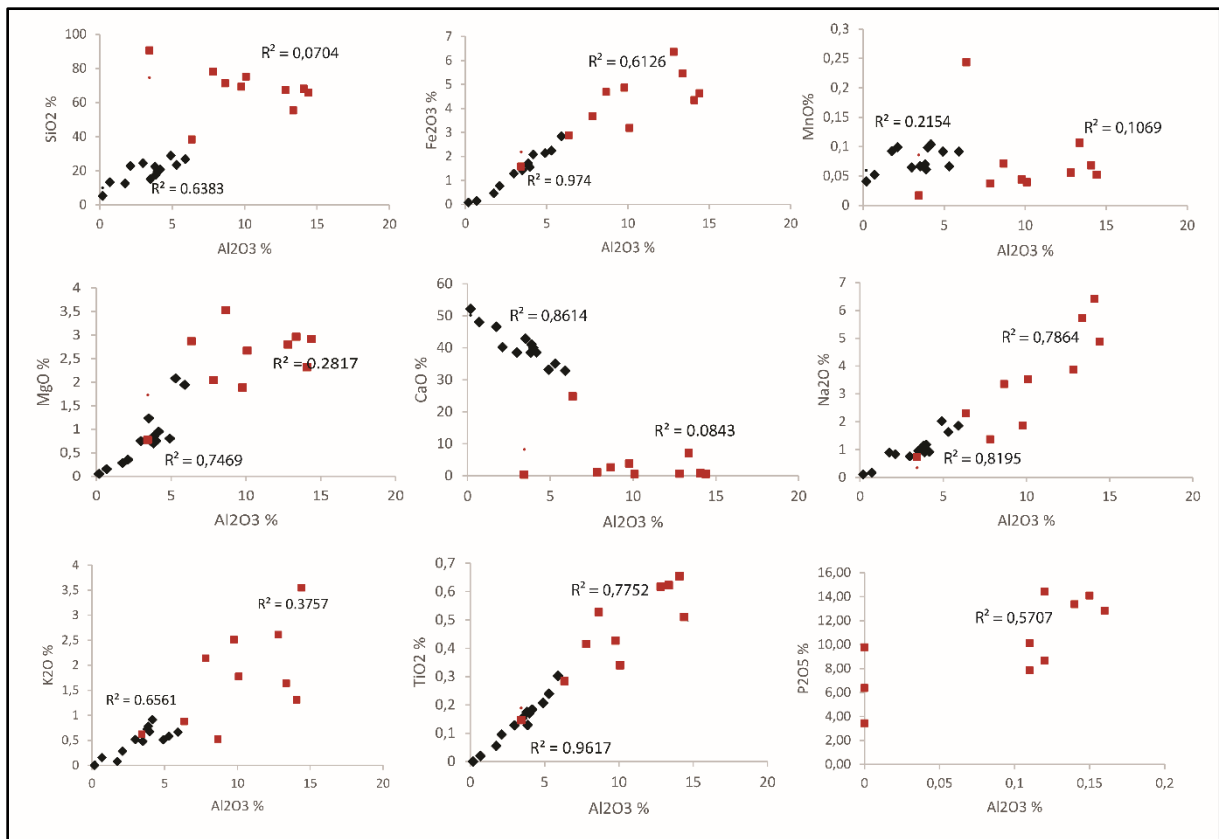 SiO2 %
100
80
60
40
20
0
R² = 0,0704
R² = 0.6383
0 5 10 15 20
Al2O3 %
Fe2O3 %
7
6
5
4
3
2
1
0
R² = 0,6126
R² = 0.974
0 5 10 15 20
Al2O3 %
MnO%
0,3
0,25
0,2
0,15
0,1
0,05
0
R² = 0.2154
R² = 0,1069
0 5 10 15 20
Al2O3 %
MgO %
4
3,5
3
2,5
2
1,5
1
0,5
0
R² = 0.2817
R² = 0,7469
0 5 10 15 20
Al2O3 %
CaO %
60
50
40
30
20
10
0
R² = 0,8614
R² = 0.0843
0 5 10 15 20
Al2O3 %
Na2O %
7
6
5
4
3
2
1
0
R² = 0,7864
R² = 0,8195
0 5 10 15 20
Al2O3 %
K2O %
4
3,5
3
2,5
2
1,5
1
0,5
0
R² = 0.3757
R² = 0.6561
0 5 10 15 20
Al2O3 %
TiO2 %
0,7
0,6
0,5
0,4
0,3
0,2
0,1
0
R² = 0,7752
R² = 0.9617
0 5 10 15 20
Al2O3 %
P2O5 %
16,00
14,00
12,00
10,00
8,00
6,00
4,00
2,00
0,00
R² = 0,5707
0 0,05 0,1 0,15 0,2
Al2O3 %